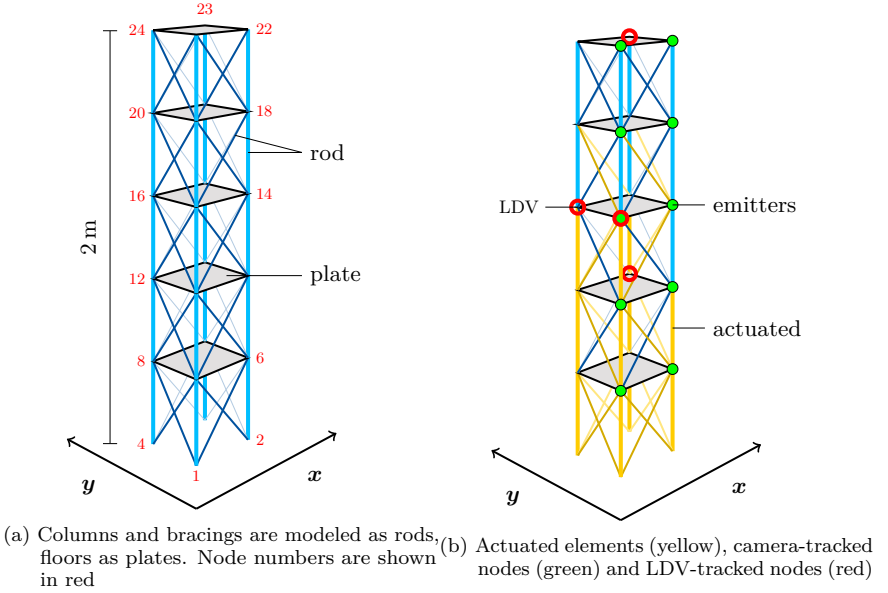 23
24
22
20
18
rod
16
14
2 m
12
plate
8
6
4
2
1
y
x
(a) Columns and bracings are modeled as rods,
floors as plates. Node numbers are shown
in red
LDV
emitters
actuated
y
x
(b) Actuated elements (yellow), camera-tracked
nodes (green) and LDV-tracked nodes (red)